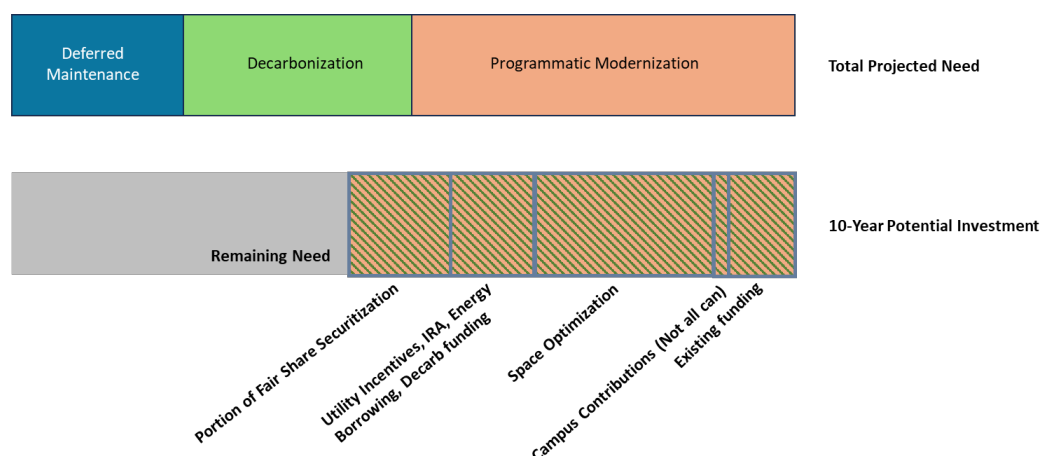 Deferred
Maintenance
Decarbonization
Programmatic Modernization
Total Projected Need
Remaining Need
10-Year Potential Investment
Portion of Fair Share Securitization
Utility Incentives, IRA, Energy
Borrowing, Decarb funding
Space Optimization
Campus Contributions (Not all can)
Existing funding